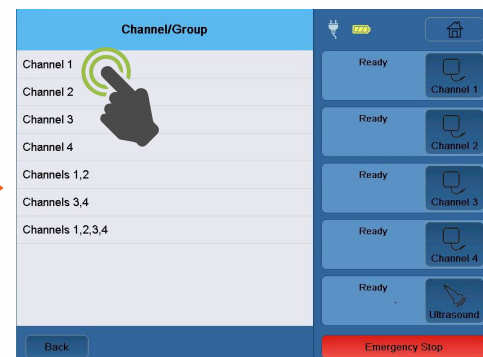 Channel/Group
Channel 1
Channel 2
Channel 3
Channel 4
Channels 1,2
Channels 3,4
Channels 1,2,3,4
Back
Ready
Channel 1
Ready
Channel 2
Ready
Channel 3
Ready
Channel 4
Ready
Ultrasound
Emergency Stop